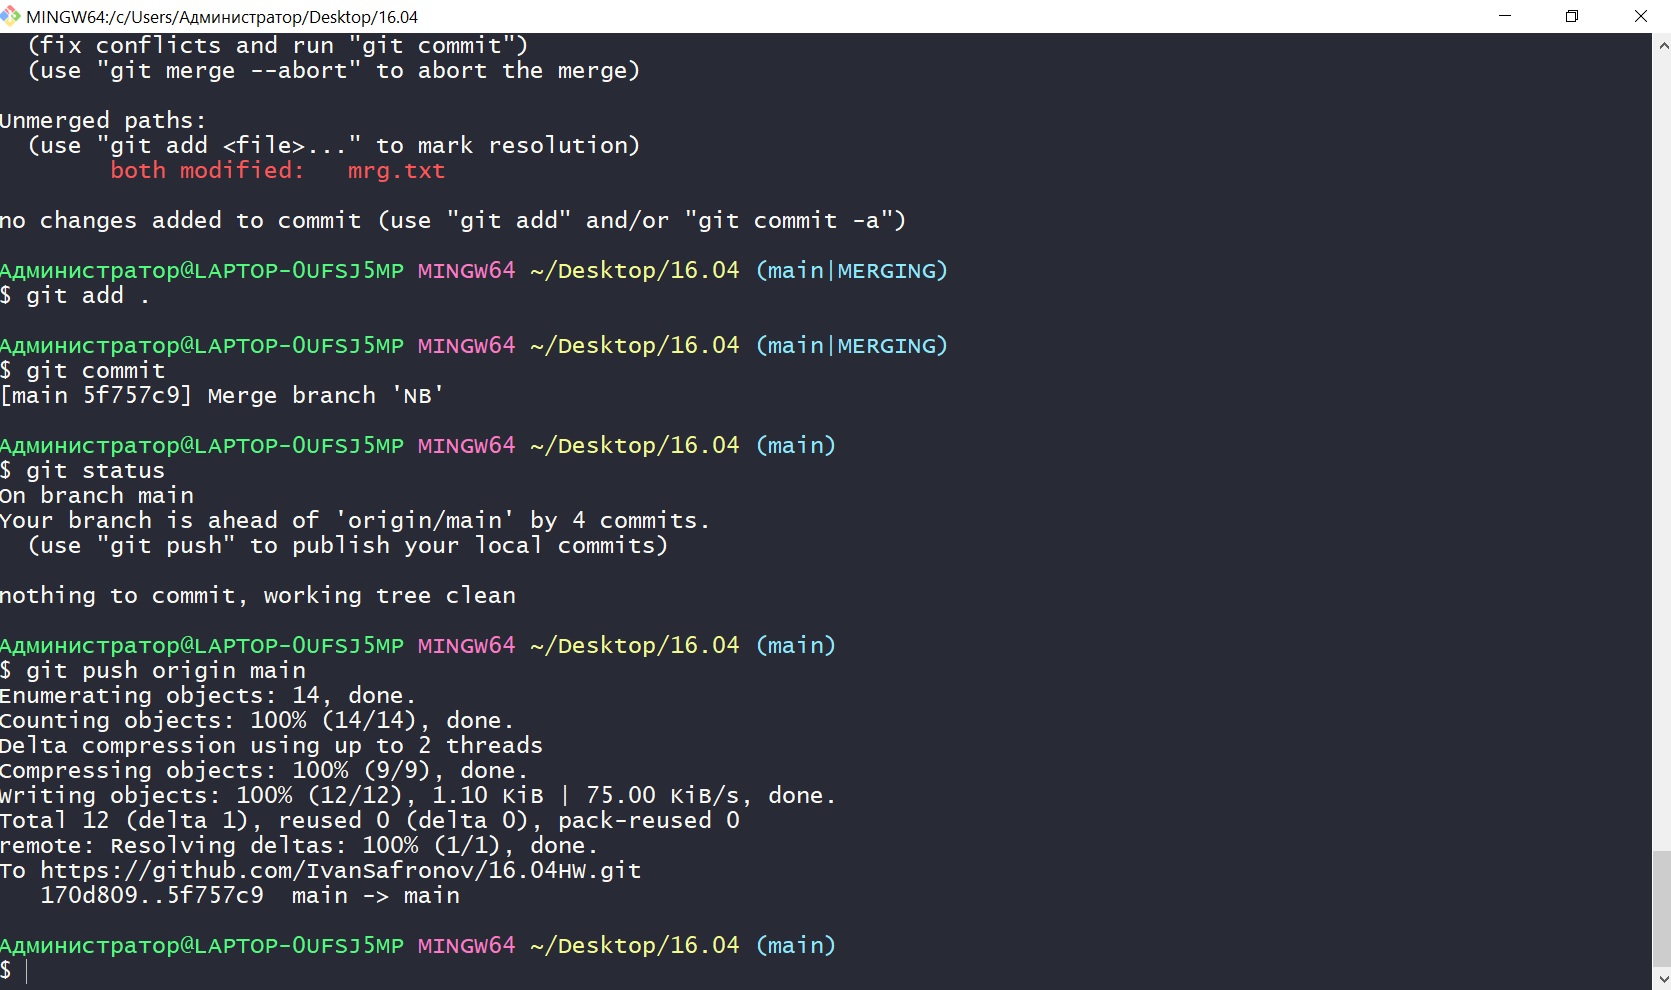 MINGW64:/c/Users/Администратор/Desktop/16.04
(fix conflicts and run "git commit")
(use "git merge --abort" to abort the merge)
Unmerged paths:
(use "git add <file>..." to mark resolution)
both modified:   mrg.txt
no changes added to commit (use "git add" and/or "git commit -a")
Администратор@LAPTOP-0UFSJ5MP MINGW64 ~/Desktop/16.04 (main|MERGING)
$ git add .
Администратор@LAPTOP-0UFSJ5MP MINGW64 ~/Desktop/16.04 (main|MERGING)
$ git commit
[main 5f757c9] Merge branch 'NB'
Администратор@LAPTOP-0UFSJ5MP MINGW64 ~/Desktop/16.04 (main)
$ git status
On branch main
Your branch is ahead of 'origin/main' by 4 commits.
(use "git push" to publish your local commits)
nothing to commit, working tree clean
Администратор@LAPTOP-0UFSJ5MP MINGW64 ~/Desktop/16.04 (main)
$ git push origin main
Enumerating objects: 14, done.
Counting objects: 100% (14/14), done.
Delta compression using up to 2 threads
Compressing objects: 100% (9/9), done.
Writing objects: 100% (12/12), 1.10 KiB | 75.00 KiB/s, done.
Total 12 (delta 1), reused 0 (delta 0), pack-reused 0
remote: Resolving deltas: 100% (1/1), done.
To https://github.com/IvanSafronov/16.04HW.git
170d809..5f757c9  main -> main
Администратор@LAPTOP-0UFSJ5MP MINGW64 ~/Desktop/16.04 (main)
$